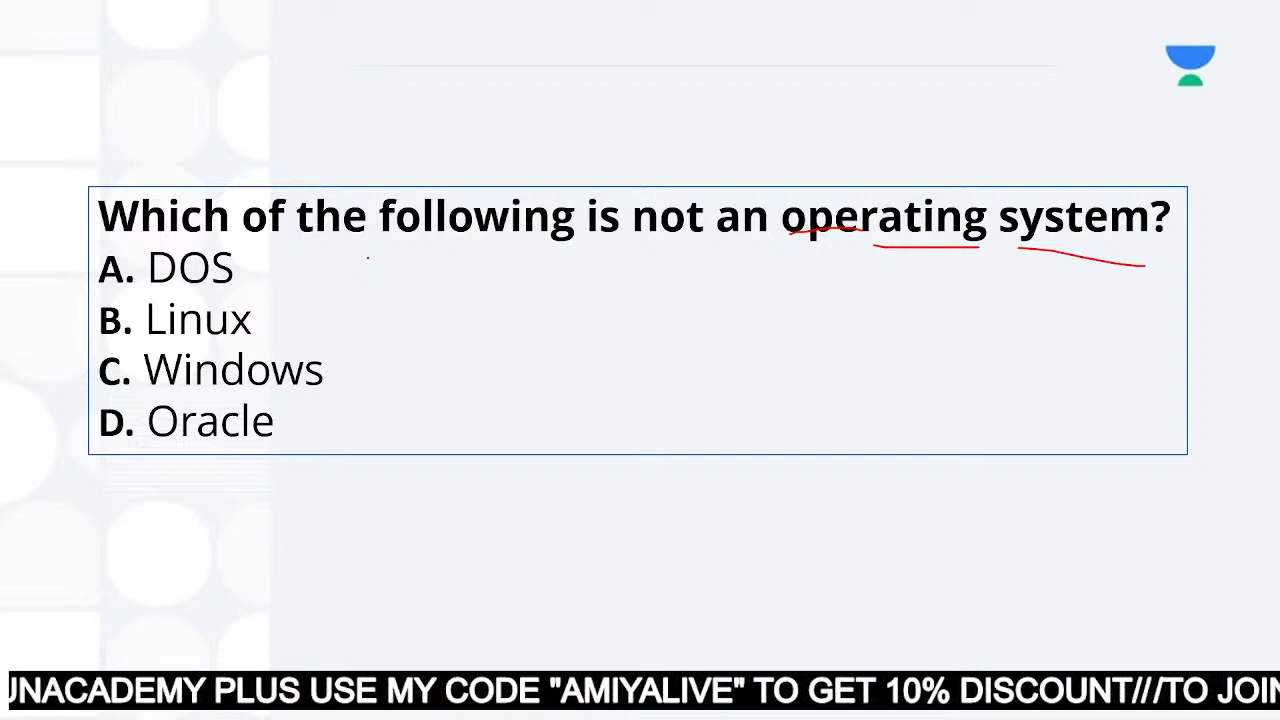 Which of the following is not an operating system?
A. DOS
B. Linux
C. Windows
D. Oracle
UNACADEMY PLUS USE MY CODE "AMIYALIVE" TO GET 10% DISCOUNT///TO JOIN